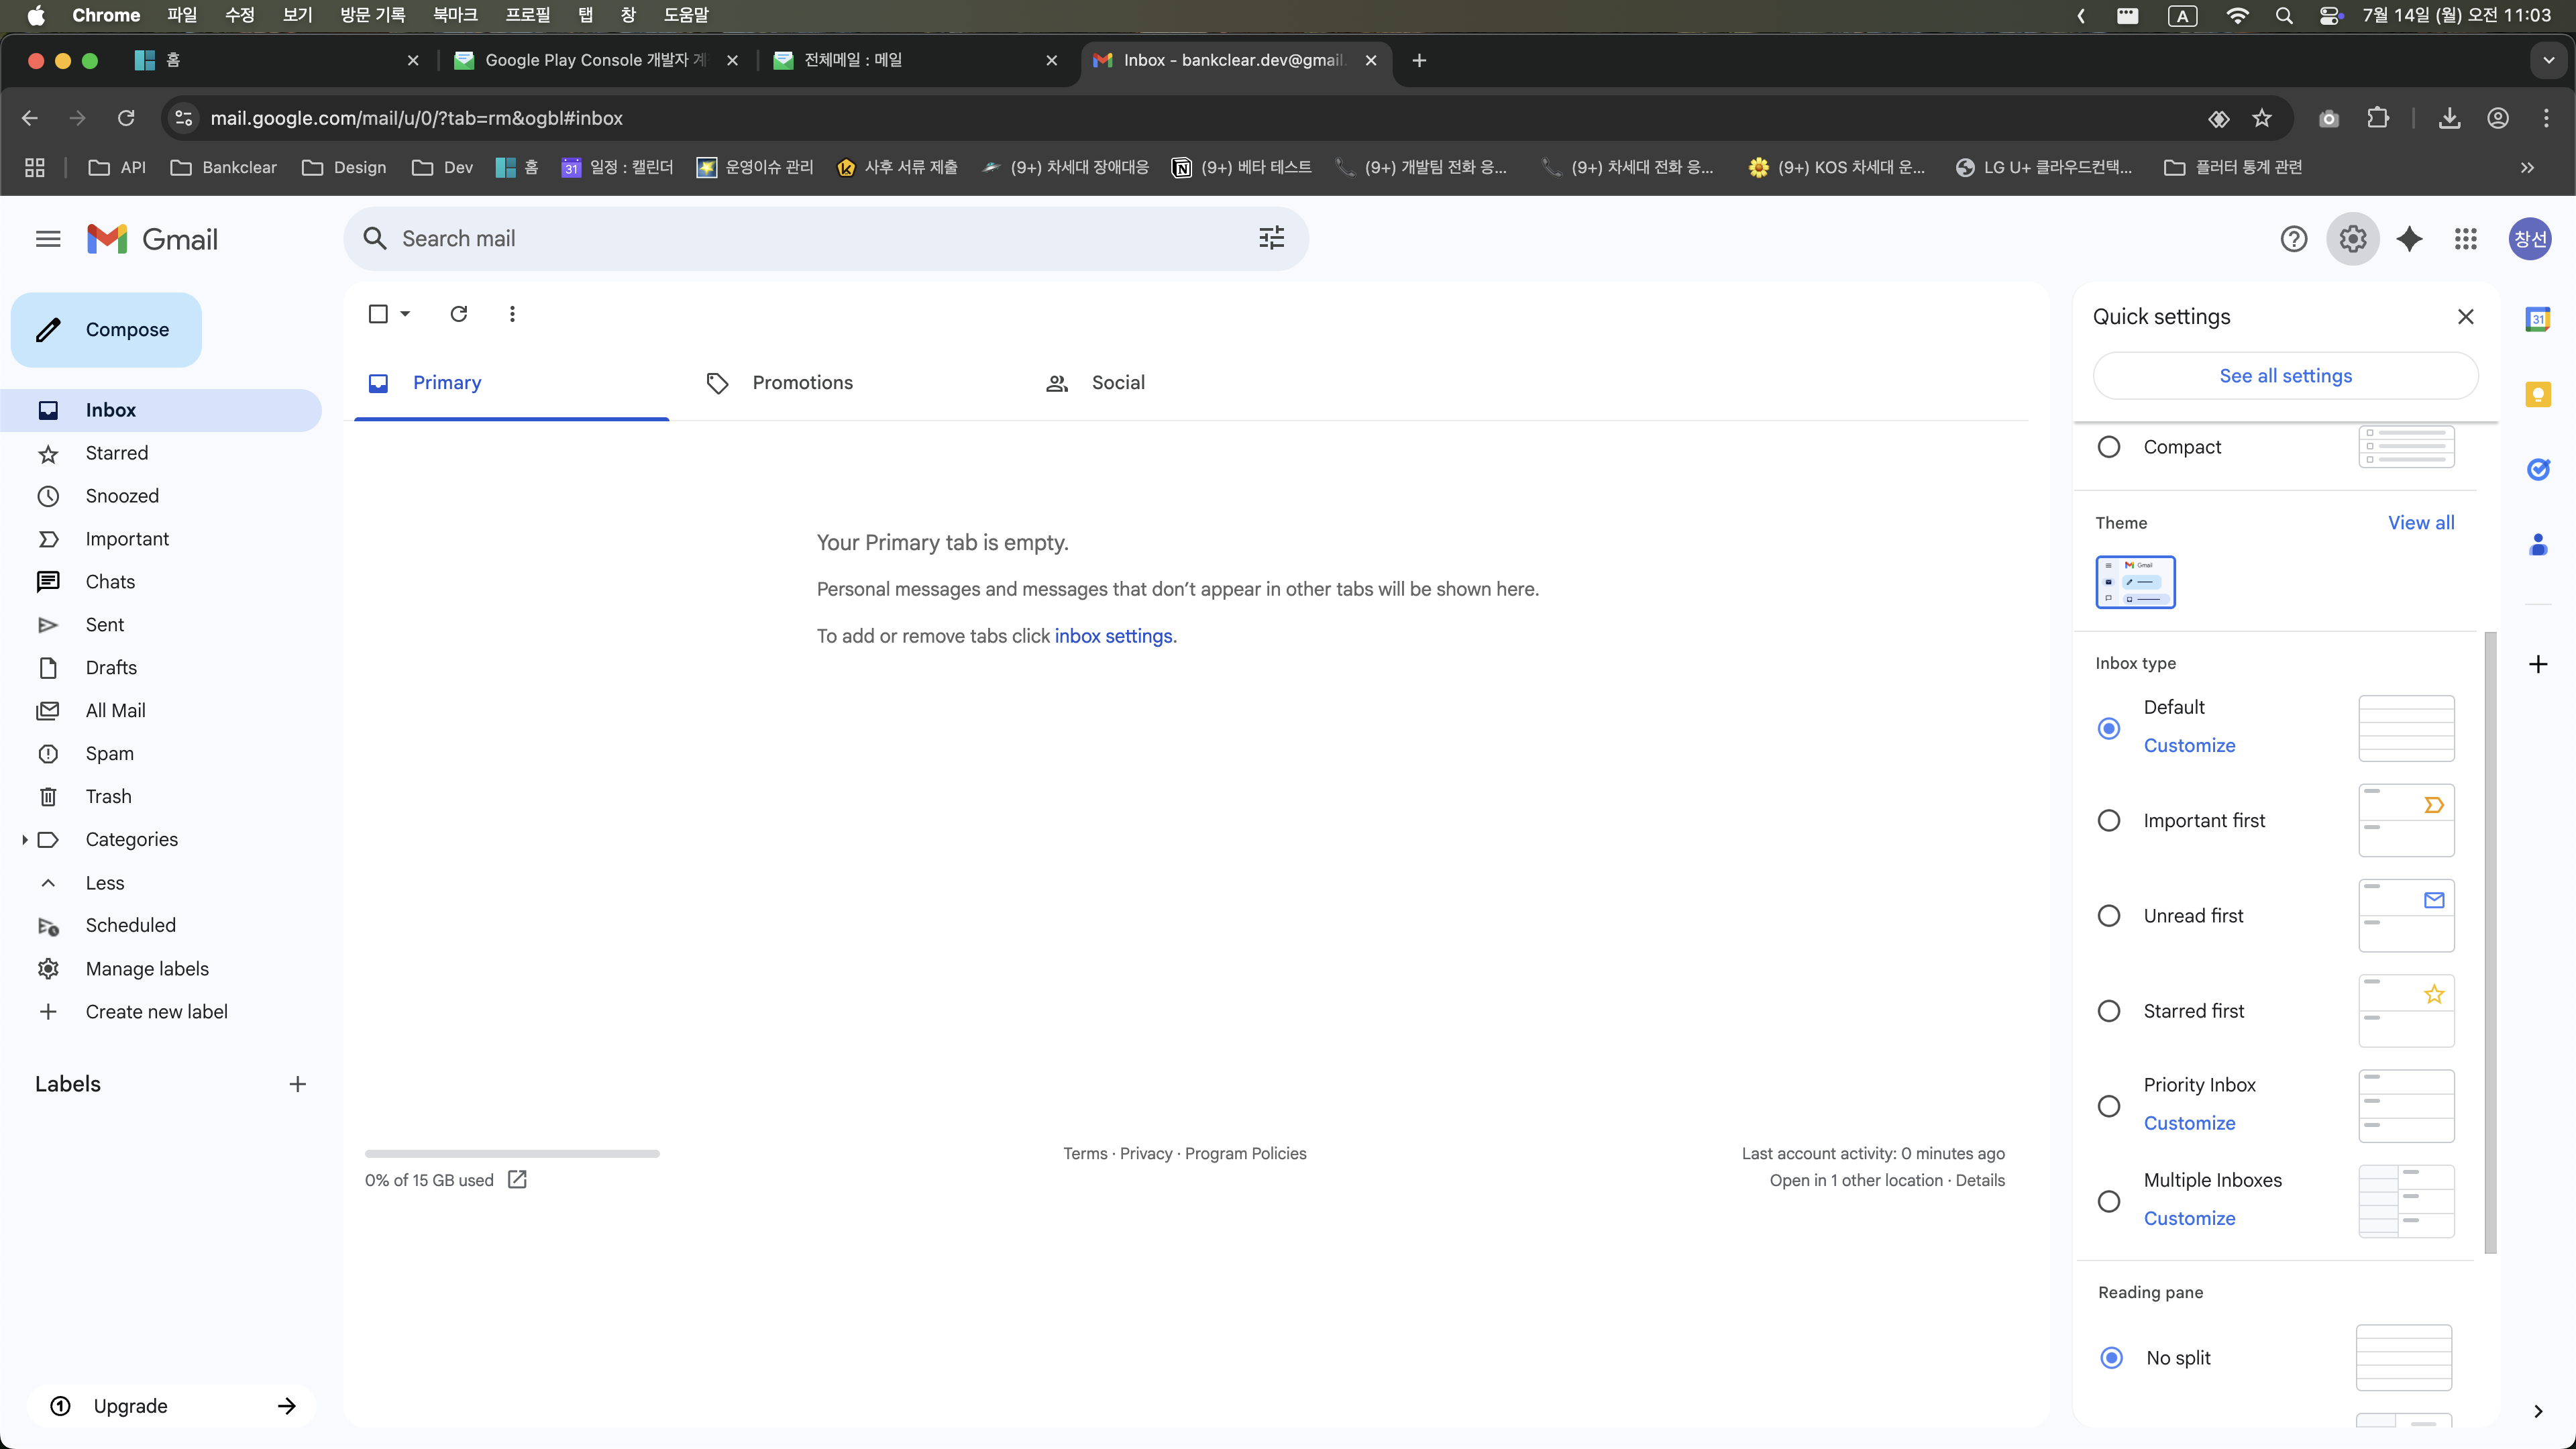 Chrome 파일 수정 보기 방문 기록 북마크 프로필 탭 창 도움말 A 7월 14일 (월) 오전 11:03
홈 Google Play Console 개발자 계 전체메일 : 메일 Inbox - bankclear.dev@gmail.
mail.google.com/mail/u/0/?tab=rm&ogbl#inbox
API Bankclear Design Dev 홈 31 일정 : 캘린더 운영이슈 관리 사후 서류 제출 (9+) 차세대 장애대응 (9+) 베타 테스트 (9+) 개발팀 전화 응... (9+) 차세대 전화 응... (9+) KOS 차세대 운... LG U+ 클라우드컨택... 플러터 통계 관련
Gmail
Search mail
창선
Compose
Inbox
Starred
Snoozed
Important
Chats
Sent
Drafts
All Mail
Spam
Trash
Categories
Less
Scheduled
Manage labels
Create new label
Labels
Upgrade
Primary Promotions Social
Your Primary tab is empty.
Personal messages and messages that don’t appear in other tabs will be shown here.
To add or remove tabs click inbox settings.
0% of 15 GB used
Terms · Privacy · Program Policies
Last account activity: 0 minutes ago
Open in 1 other location · Details
Quick settings
See all settings
Compact
Theme View all
Gmail
Inbox type
Default
Customize
Important first
Unread first
Starred first
Priority Inbox
Customize
Multiple Inboxes
Customize
Reading pane
No split
31